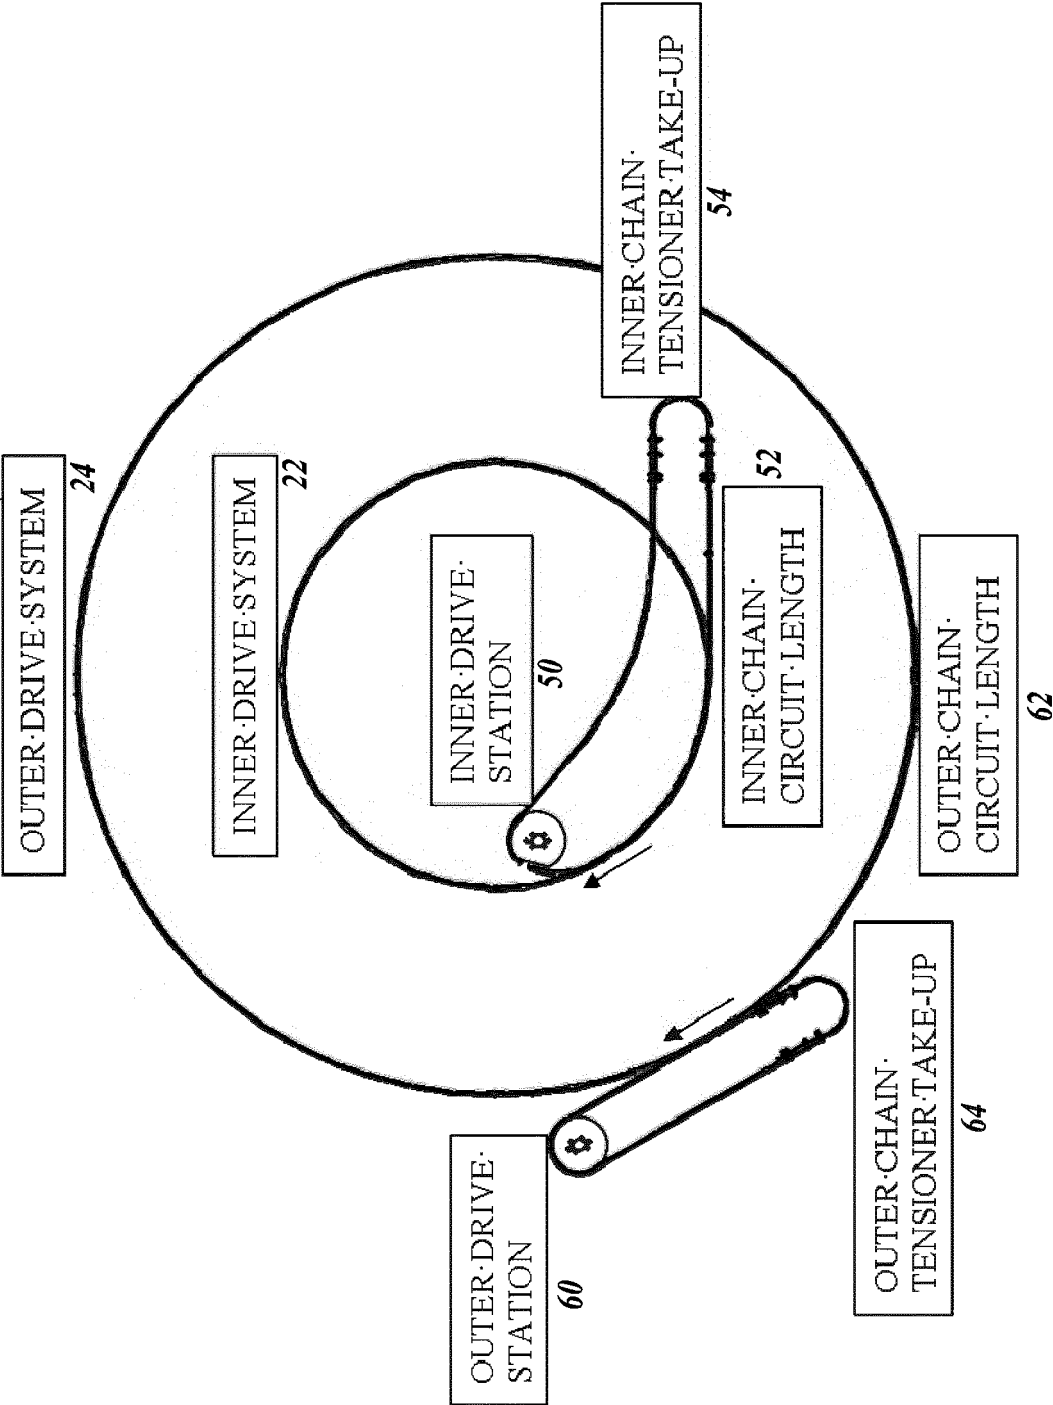 OUTER·DRIVE·SYSTEM
24
INNER·DRIVE·SYSTEM
22
INNER·DRIVE·
STATION
50
OUTER·DRIVE·
STATION
60
INNER·CHAIN·
TENSIONER·TAKE-UP
54
52
INNER·CHAIN·
CIRCUIT·LENGTH
OUTER·CHAIN·
CIRCUIT·LENGTH
62
OUTER·CHAIN·
TENSIONER·TAKE-UP
64